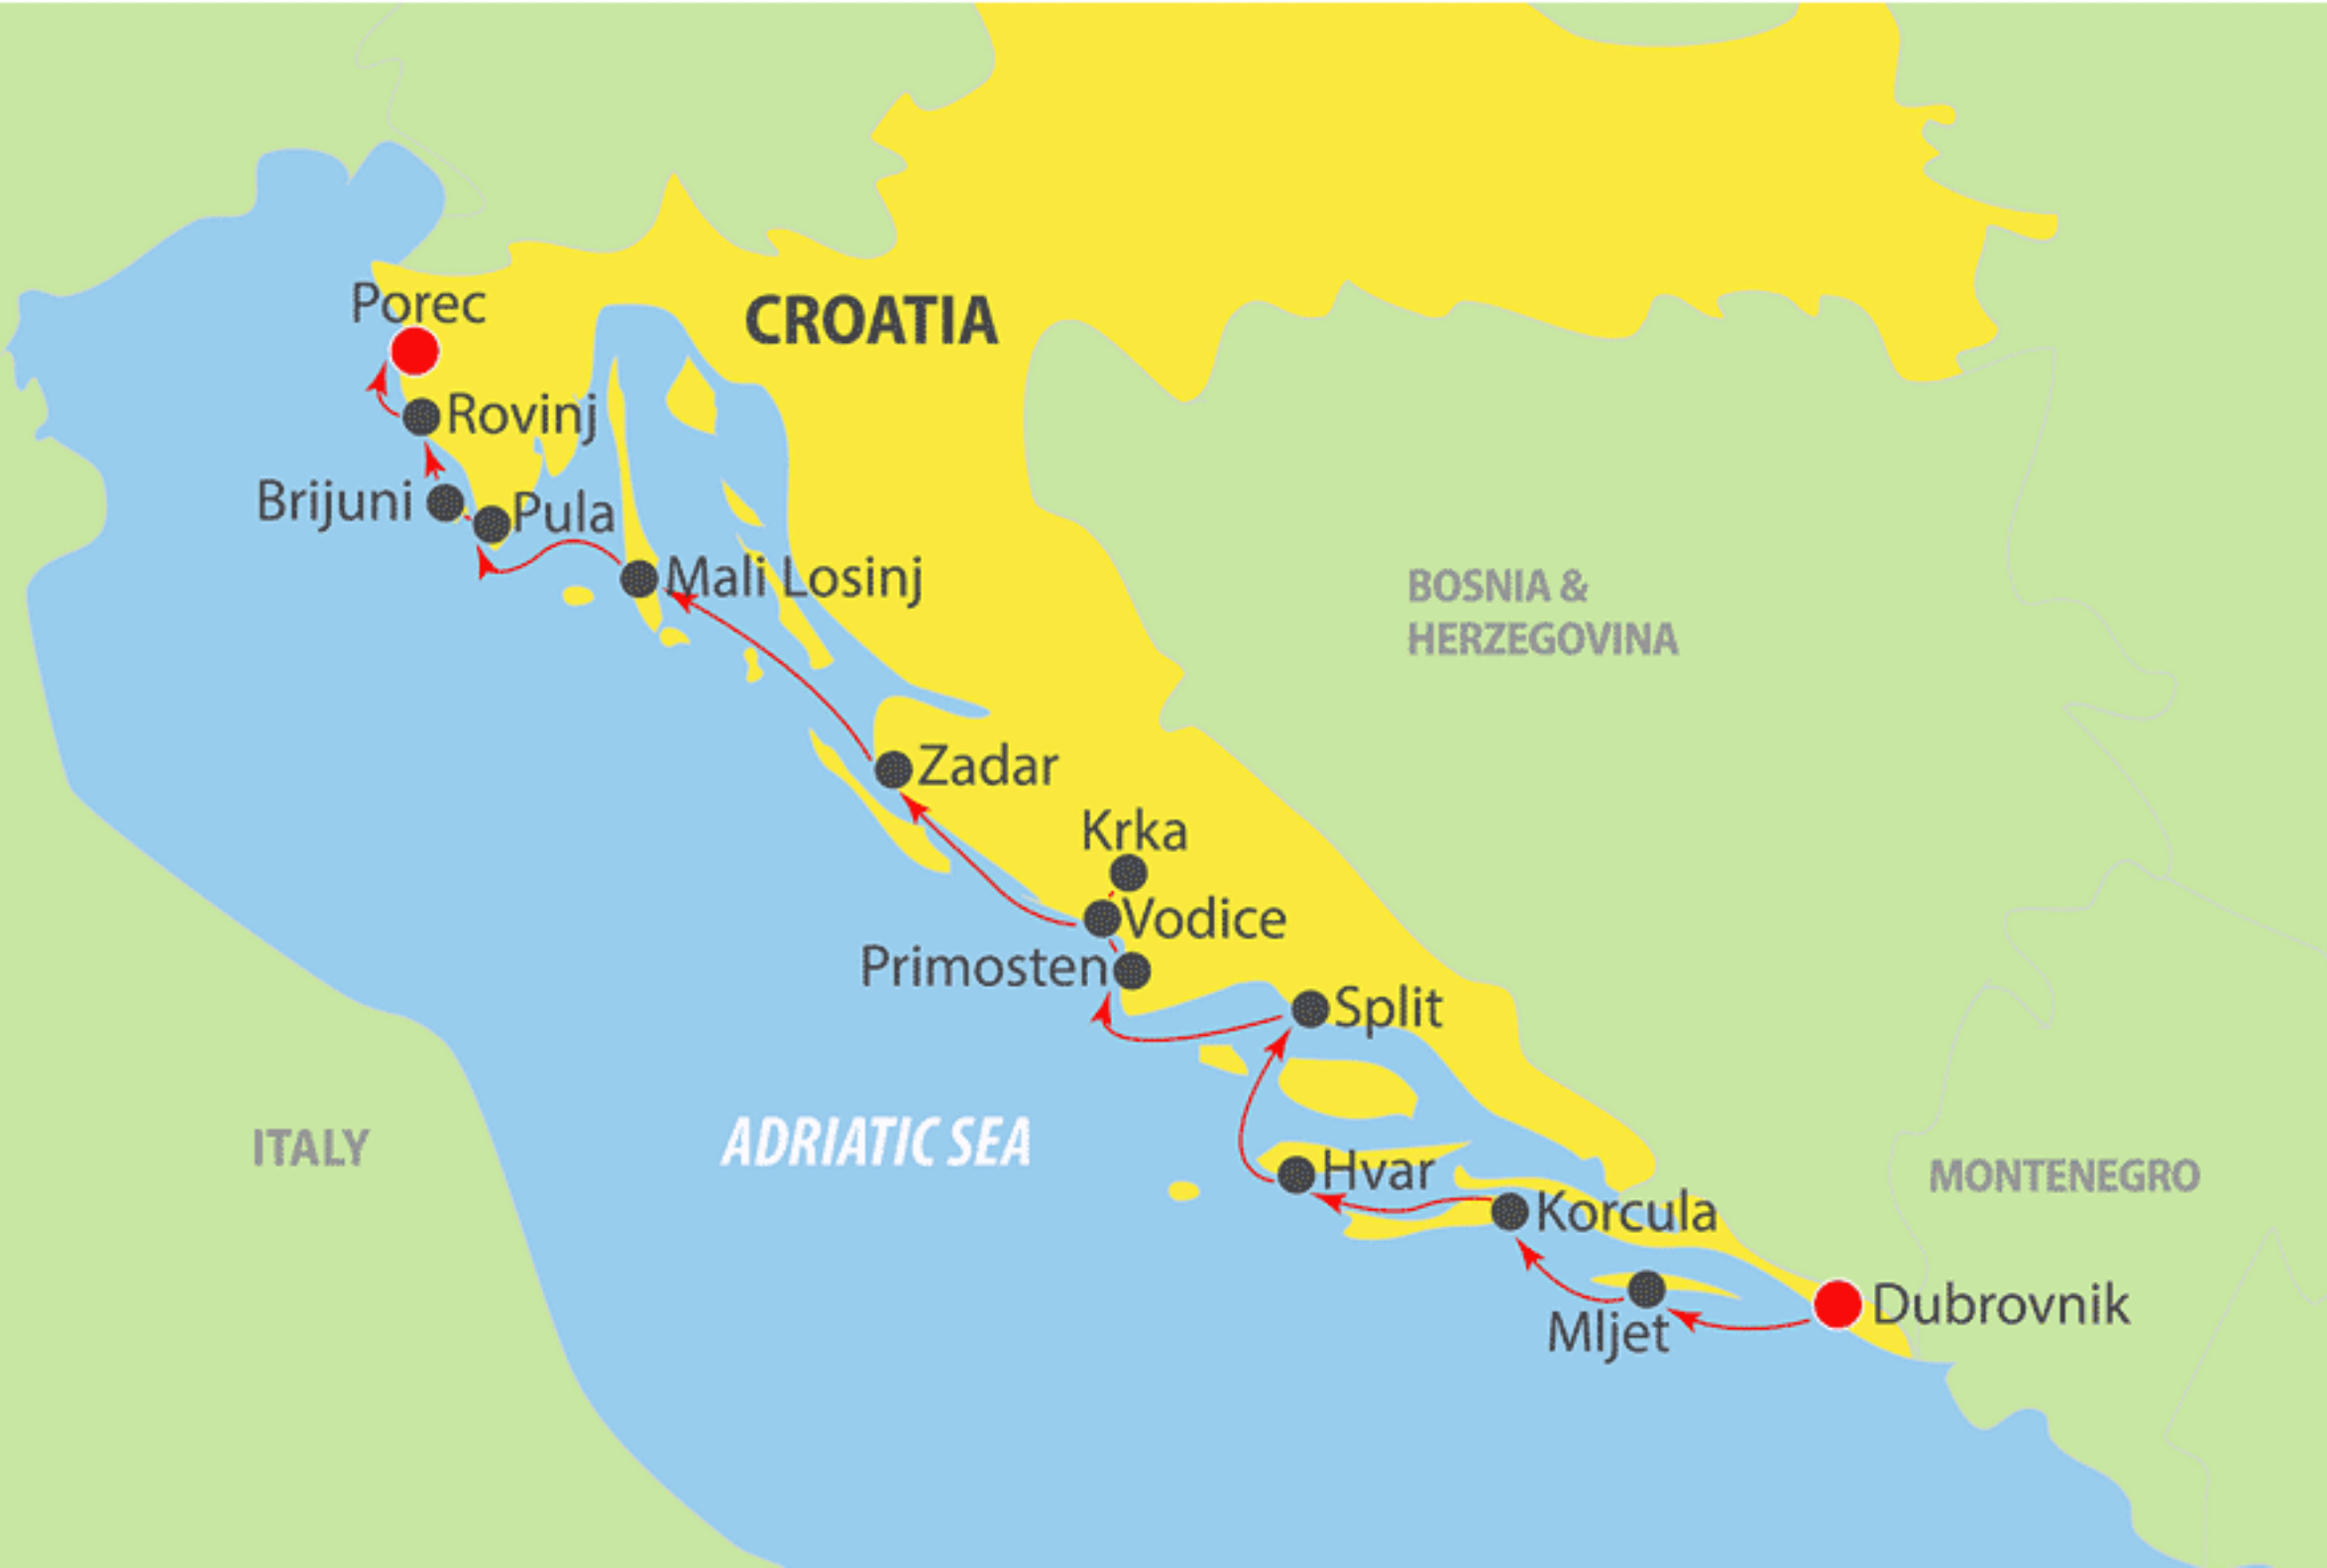 Porec
CROATIA
Rovinj
Brijuni
Pula
Mali Losinj
BOSNIA &
HERZEGOVINA
Zadar
Krka
Vodice
Primosten
Split
ADRIATIC SEA
ITALY
Hvar
MONTENEGRO
Korcula
Dubrovnik
Mljet